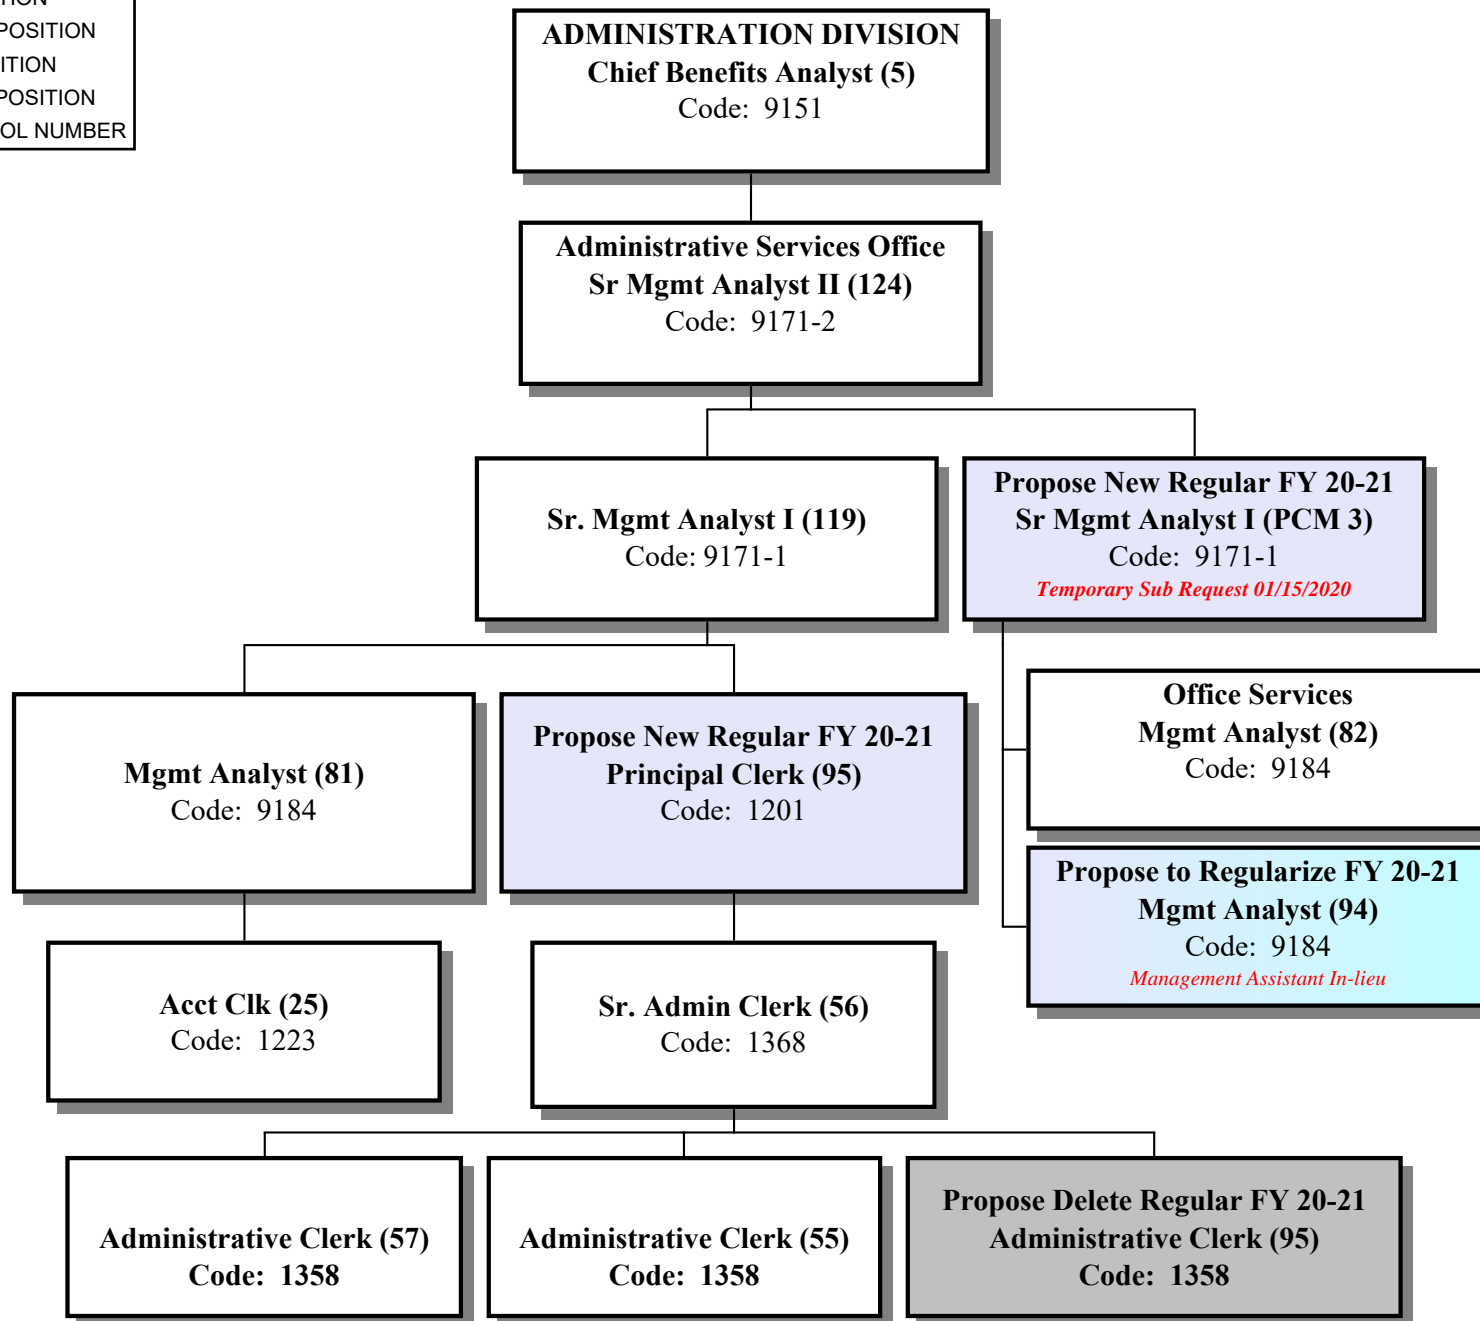 POSITION
POSITION
OL NUMBER
ADMINISTRATION DIVISION
Chief Benefits Analyst (5)
Code: 9151
Administrative Services Office
Sr Mgmt Analyst II (124)
Code: 9171-2
Sr. Mgmt Analyst I (119)
Code: 9171-1
Propose New Regular FY 20-21
Sr Mgmt Analyst I (PCM 3)
Code: 9171-1
Temporary Sub Request 01/15/2020
Mgmt Analyst (81)
Code: 9184
Propose New Regular FY 20-21
Principal Clerk (95)
Code: 1201
Office Services
Mgmt Analyst (82)
Code: 9184
Propose to Regularize FY 20-21
Mgmt Analyst (94)
Code: 9184
Management Assistant In-lieu
Acct Clk (25)
Code: 1223
Sr. Admin Clerk (56)
Code: 1368
Administrative Clerk (57)
Code: 1358
Administrative Clerk (55)
Code: 1358
Propose Delete Regular FY 20-21
Administrative Clerk (95)
Code: 1358